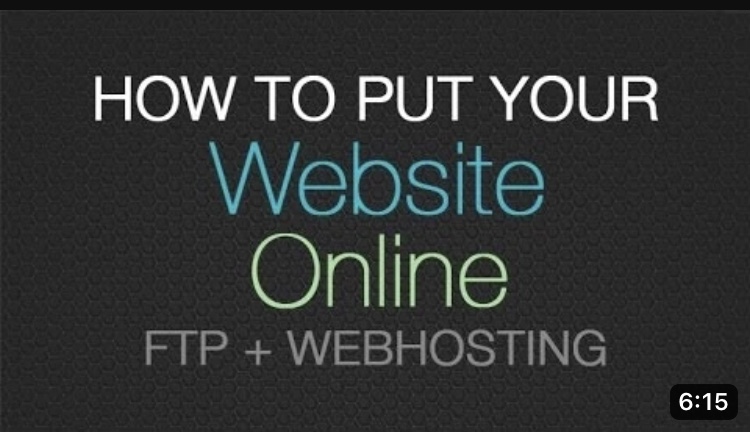 HOW TO PUT YOUR
Website
Online
FTP + WEBHOSTING
6:15